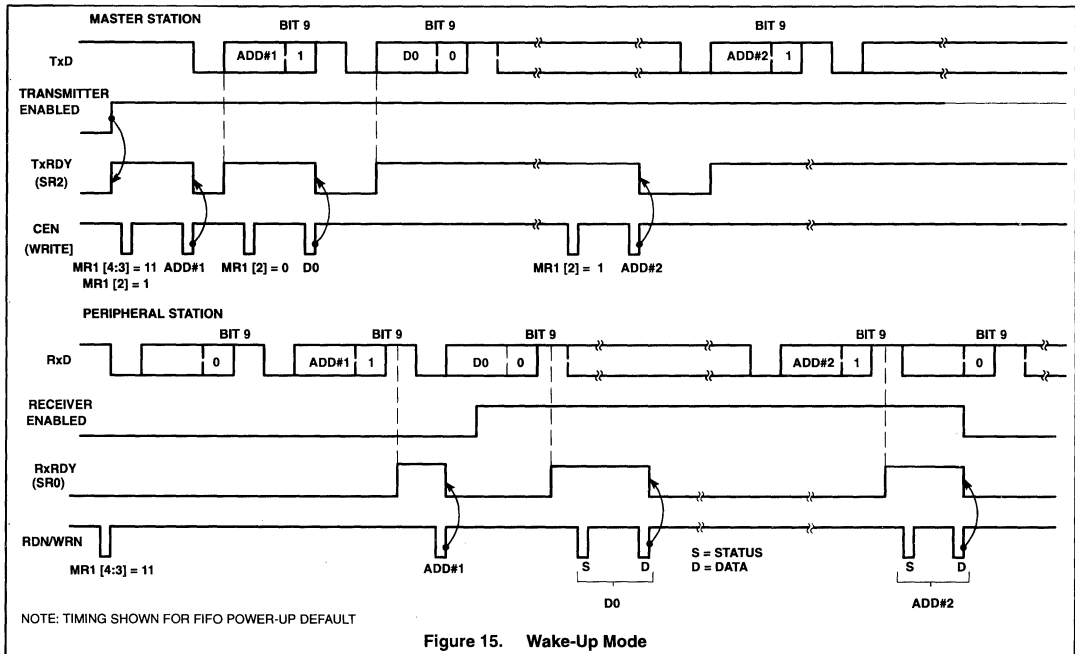 MASTER STATION
BIT 9 BIT 9 BIT 9
TxD
ADD#1 1 D0 0 ADD#2 1
TRANSMITTER
ENABLED
TxRDY
(SR2)
CEN
(WRITE]
MR1 [4:3] = 11 ADD#1 MR1 [2] = 0 D0 MR1 [2] = 1 ADD#2
MR1 [2] = 1
PERIPHERAL STATION
BIT 9 BIT 9 BIT 9 BIT 9 BIT 9
RxD
0 ADD#1 1 D0 0 ADD#2 1 0
RECEIVER
ENABLED
RxRDY
(SR0)
RDN/WRN
MR1 [4:3] = 11 ADD#1 S D S = STATUS S D
D = DATA
D0 ADD#2
NOTE: TIMING SHOWN FOR FIFO POWER-UP DEFAULT
Figure 15. Wake-Up Mode